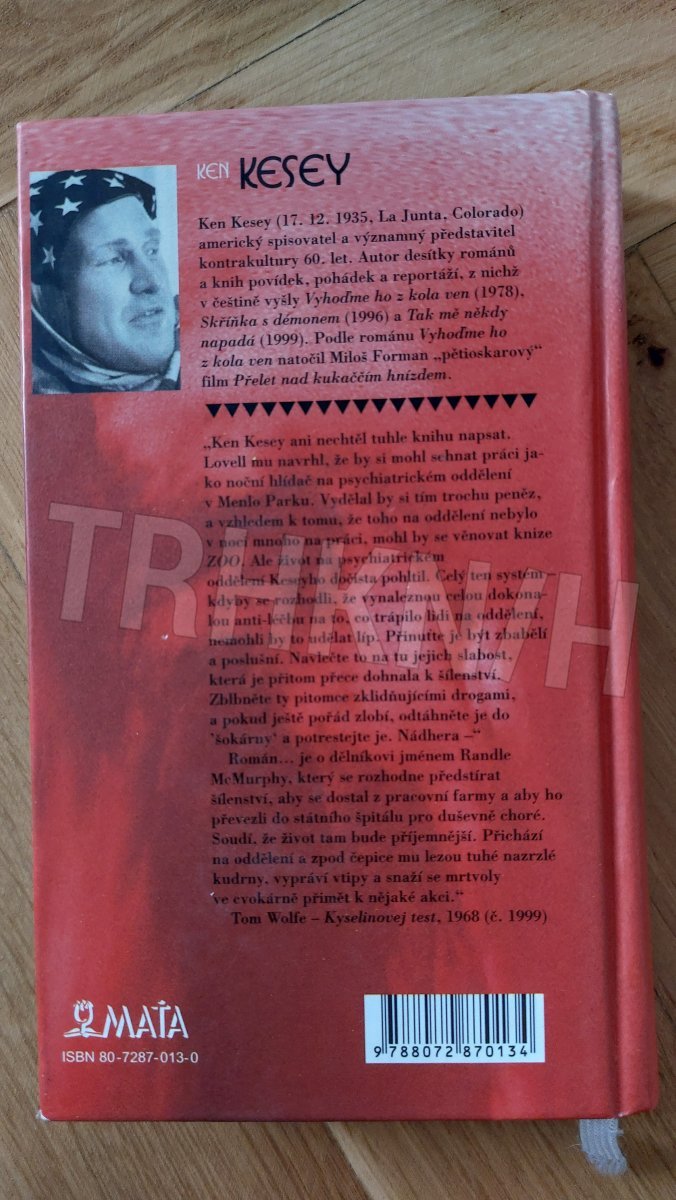 KEN KESEY
Ken Kesey (17. 12. 1935, La Junta, Colorado)
americký spisovatel a významný představitel
kontrakultury 60. let. Autor desítky románů
a knih povídek, pohádek a reportáží, z nichž
v češtině vyšly Vyhoďme ho z kola ven (1978),
Skříňka s démonem (1996) a Tak mě někdy
napadá (1999). Podle románu Vyhoďme ho
z kola ven natočil Miloš Forman „pětioskarový“
film Přelet nad kukaččím hnízdem.
„Ken Kesey ani nechtěl tuhle knihu napsat.
Lovell mu navrhl, že by si mohl sehnat práci ja-
ko noční hlídač na psychiatrickém oddělení
v Menlo Parku. Vydělal by si tím trochu peněz,
a vzhledem k tomu, že toho na oddělení nebylo
v noci mnoho na práci, mohl by se věnovat knize
ZOO. Ale život na psychiatrickém
oddělení Keseyho dočista pohltil. Celý ten systém
kdyby se rozhodli, že vynaleznou celou dokona-
lou anti-léčbu na to, co trápilo lidi na oddělení,
nemohli by to udělat líp. Přinuťte je být zbabělí
a poslušní. Navlečte to na tu jejich slabost,
která je přitom přece dohnala k šílenství.
Zblbněte ty pitomce zklidňujícími drogami,
a pokud ještě pořád zlobí, odtáhněte je do
'šokárny' a potrestejte je. Nádhera –“
Román... je o dělníkovi jménem Randle
McMurphy, který se rozhodne předstírat
šílenství, aby se dostal z pracovní farmy a aby ho
převezli do státního špitálu pro duševně choré.
Soudí, že život tam bude příjemnější. Přichází
na oddělení a zpod čepice mu lezou tuhé nazrzlé
kudrny, vypráví vtipy a snaží se mrtvoly
ve cvokárně přimět k nějaké akci.“
Tom Wolfe – Kyselinovej test, 1968 (č. 1999)
TRHKNIH
MAŤA
ISBN 80-7287-013-0
9 788072 870134